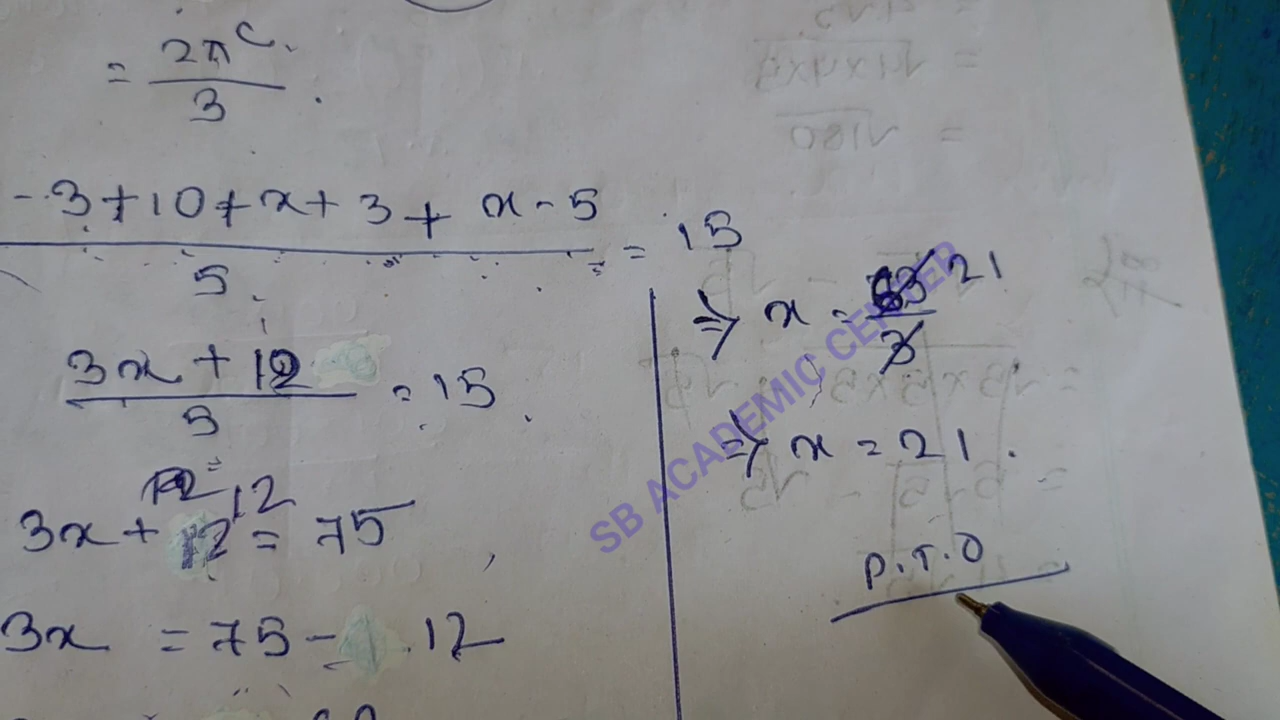 = 2π^c / 3 .
-3+10+x+3+x-5 / 5 = 15
3x+12 / 5 = 15
3x+12 = 75
3x = 75-12
⇒ x = 63 / 3 21
⇒ x = 21.
P.T.O
SB ACADEMIC CENTER